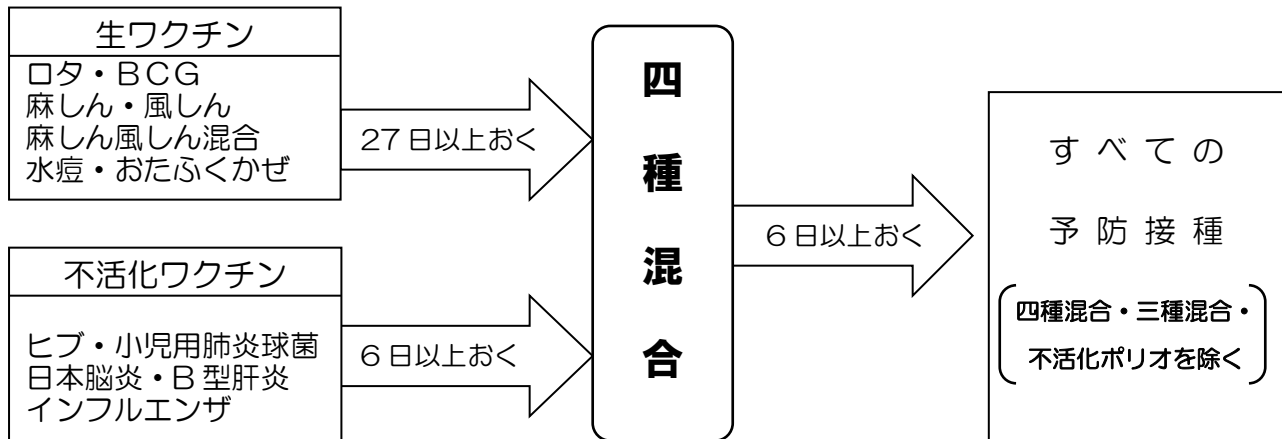 生ワクチン
ロタ・BCG
麻しん・風しん
麻しん風しん混合
水痘・おたふくかぜ
27日以上おく
不活化ワクチン
ヒブ・小児用肺炎球菌
日本脳炎・B型肝炎
インフルエンザ
6日以上おく
四種混合
6日以上おく
すべての
予防接種
四種混合・三種混合・
不活化ポリオを除く